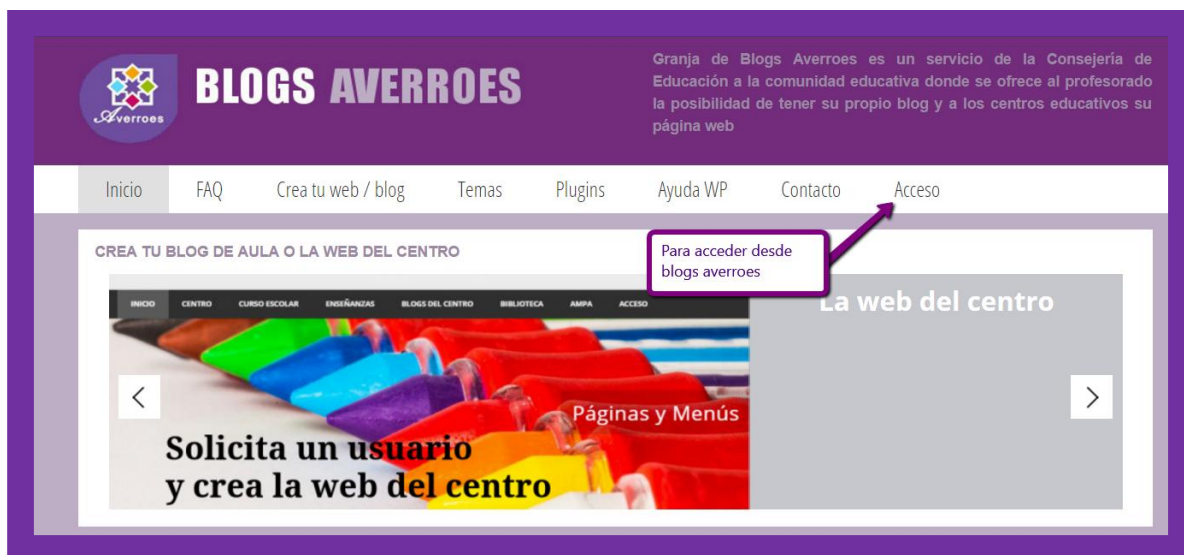 Averroes
BLOGS AVERROES
Granja de Blogs Averroes es un servicio de la Consejería de
Educación a la comunidad educativa donde se ofrece al profesorado
la posibilidad de tener su propio blog y a los centros educativos su
página web
Inicio FAQ Crea tu web / blog Temas Plugins Ayuda WP Contacto Acceso
CREA TU BLOG DE AULA O LA WEB DEL CENTRO
Para acceder desde
blogs averroes
INICIO CENTRO CURSO ESCOLAR ENSEÑANZAS BLOGS DEL CENTRO BIBLIOTECA AMPA ACCESO
La web del centro
Páginas y Menús
Solicita un usuario
y crea la web del centro